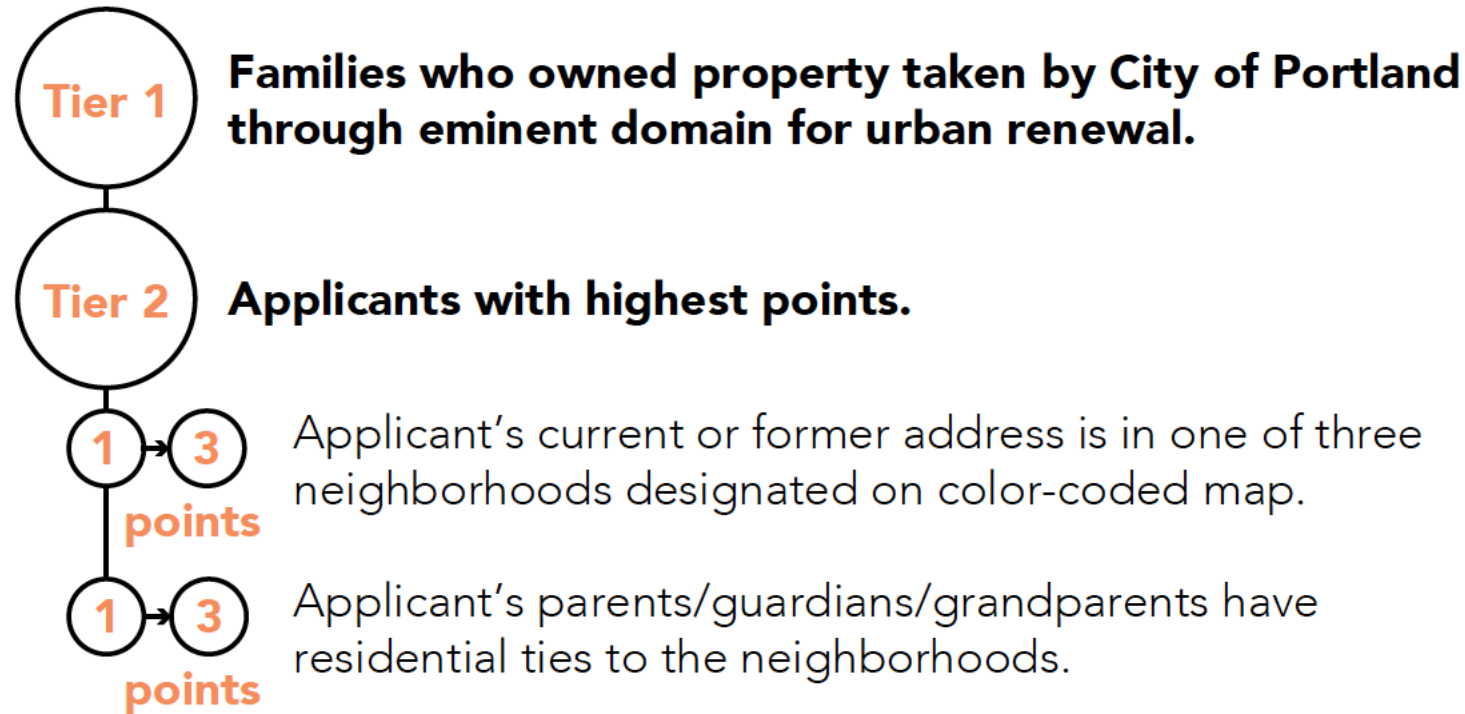 Tier 1
Families who owned property taken by City of Portland
through eminent domain for urban renewal.
Tier 2
Applicants with highest points.
1 → 3
points
Applicant’s current or former address is in one of three
neighborhoods designated on color-coded map.
1 → 3
points
Applicant’s parents/guardians/grandparents have
residential ties to the neighborhoods.